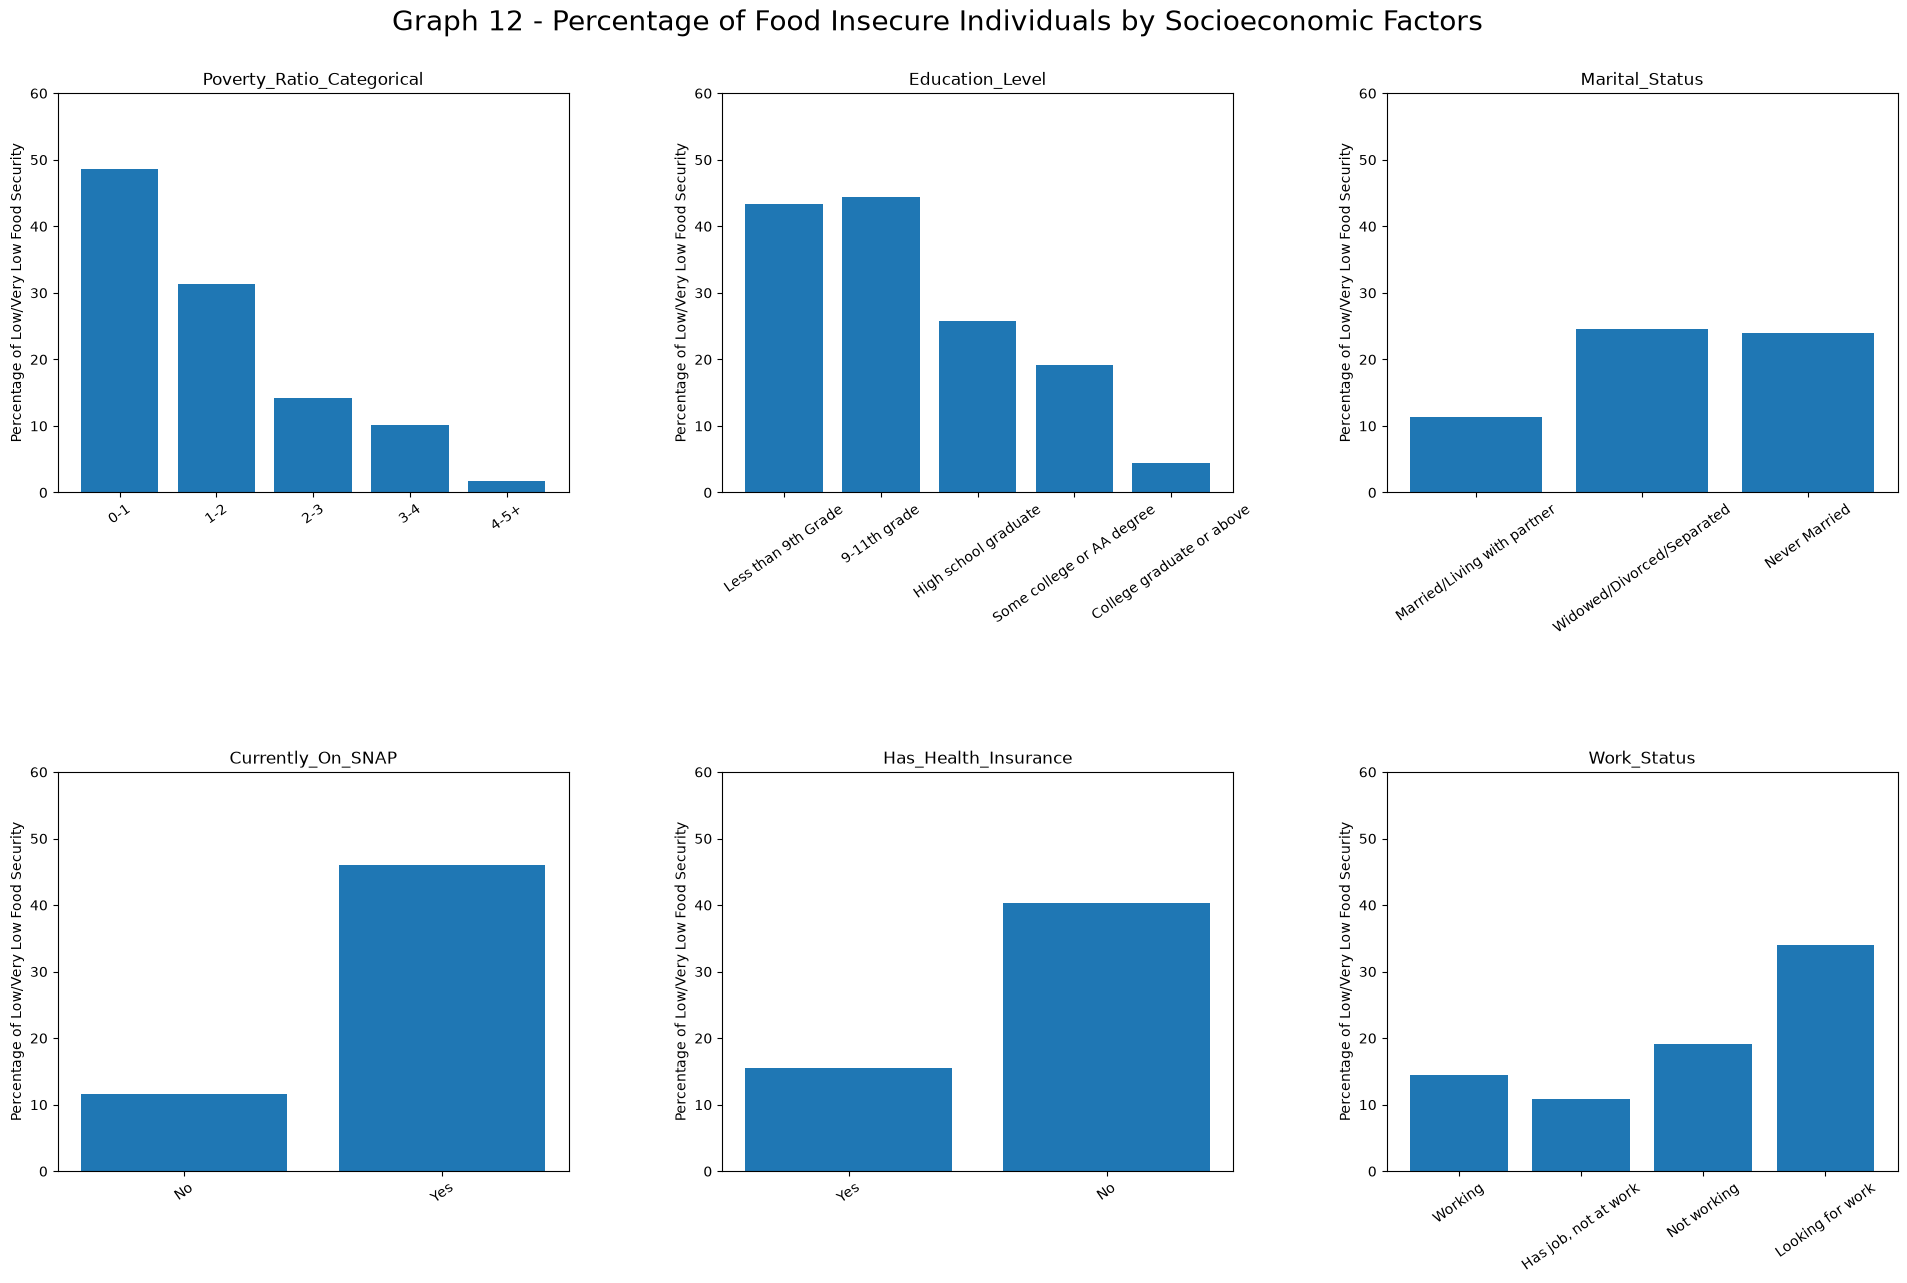 Graph 12 - Percentage of Food Insecure Individuals by Socioeconomic Factors
Poverty_Ratio_Categorical
Percentage of Low/Very Low Food Security
60
50
40
30
20
10
0
0-1
1-2
2-3
3-4
4-5+
Education_Level
Percentage of Low/Very Low Food Security
60
50
40
30
20
10
0
Less than 9th Grade
9-11th grade
High school graduate
Some college or AA degree
College graduate or above
Marital_Status
Percentage of Low/Very Low Food Security
60
50
40
30
20
10
0
Married/Living with partner
Widowed/Divorced/Separated
Never Married
Currently_On_SNAP
Percentage of Low/Very Low Food Security
60
50
40
30
20
10
0
No
Yes
Has_Health_Insurance
Percentage of Low/Very Low Food Security
60
50
40
30
20
10
0
Yes
No
Work_Status
Percentage of Low/Very Low Food Security
60
50
40
30
20
10
0
Working
Has job, not at work
Not working
Looking for work